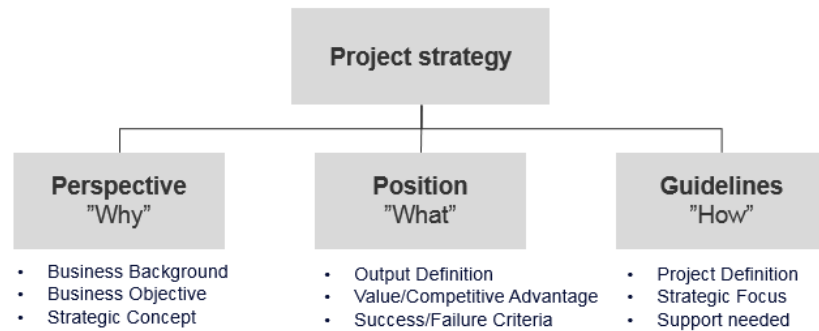 Project strategy
Perspective
”Why”
• Business Background
• Business Objective
• Strategic Concept
Position
”What”
• Output Definition
• Value/Competitive Advantage
• Success/Failure Criteria
Guidelines
”How”
• Project Definition
• Strategic Focus
• Support needed